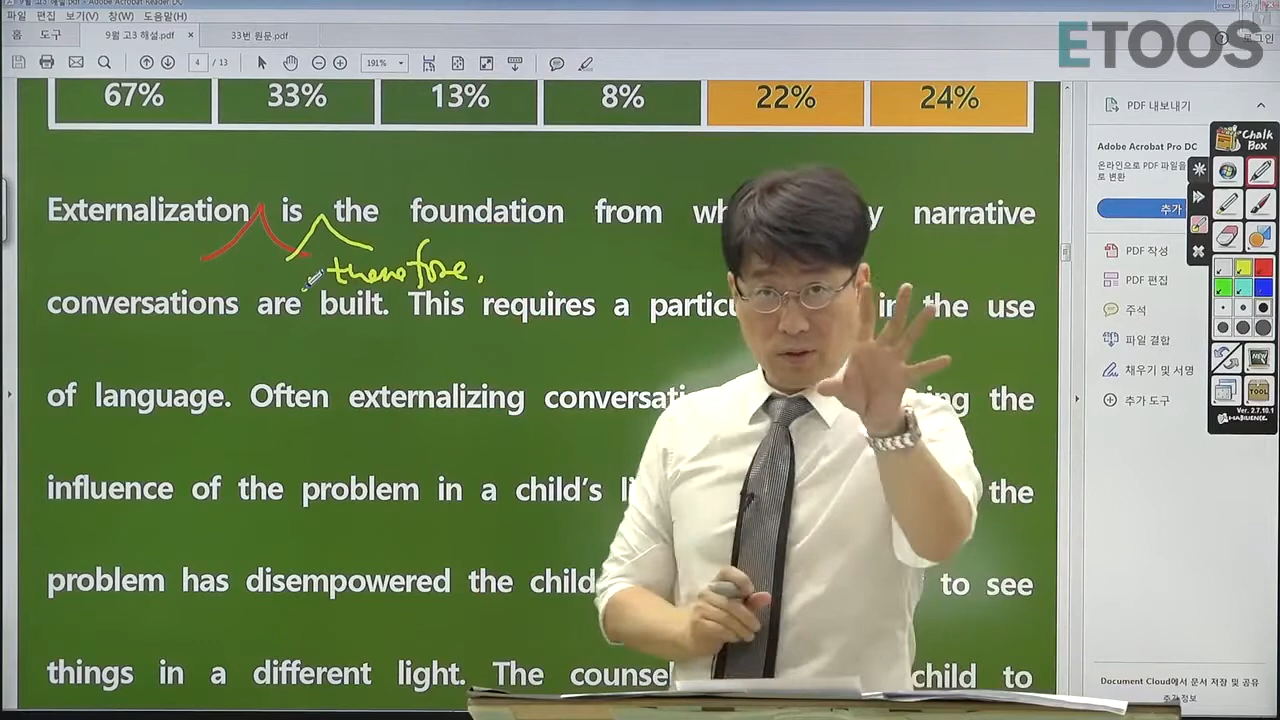 9월 고3 해설.pdf - Adobe Acrobat Reader DC
파일 편집 보기(V) 창(W) 도움말(H)
홈 도구 9월 고3 해설.pdf × 33번 원문.pdf
로그인
ETOOS
4 / 13 191%
67% 33% 13% 8% 22% 24%
Externalization is the foundation from narrative
therefore.
conversations are built. This requires a in the use
of language. Often externalizing the
influence of the problem in a child's the
problem has disempowered the child to see
things in a different light. The child to
PDF 내보내기
Adobe Acrobat Pro DC
온라인으로 PDF 파일을
로 변환
추가
PDF 작성
PDF 편집
주석
파일 결합
채우기 및 서명
추가 도구
Document Cloud에서 문서 저장 및 공유
추가 정보
Chalk
Box
TOOL
Ver. 2.7.10.1
HABILIENCE